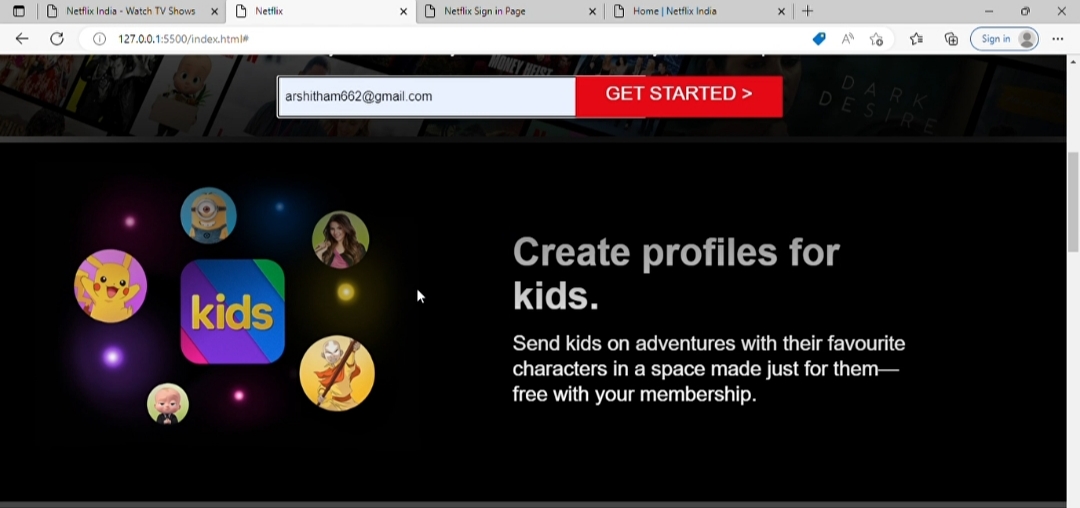 Netflix India - Watch TV Shows
Netflix
Netflix Sign in Page
Home | Netflix India
127.0.0.1:5500/index.html#
Sign in
MONEY HEIST
DARK
DESIRE
arshitham662@gmail.com
GET STARTED >
kids
Create profiles for
kids.
Send kids on adventures with their favourite
characters in a space made just for them—
free with your membership.